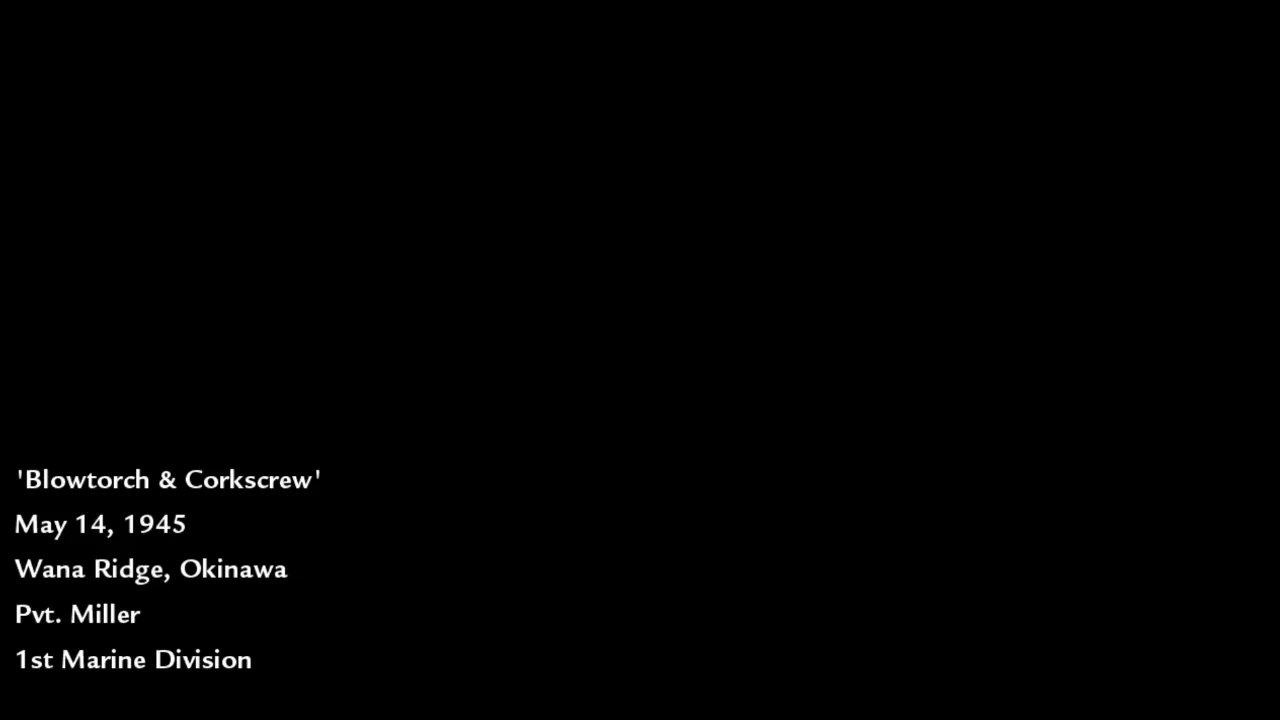 'Blowtorch & Corkscrew'
May 14, 1945
Wana Ridge, Okinawa
Pvt. Miller
1st Marine Division